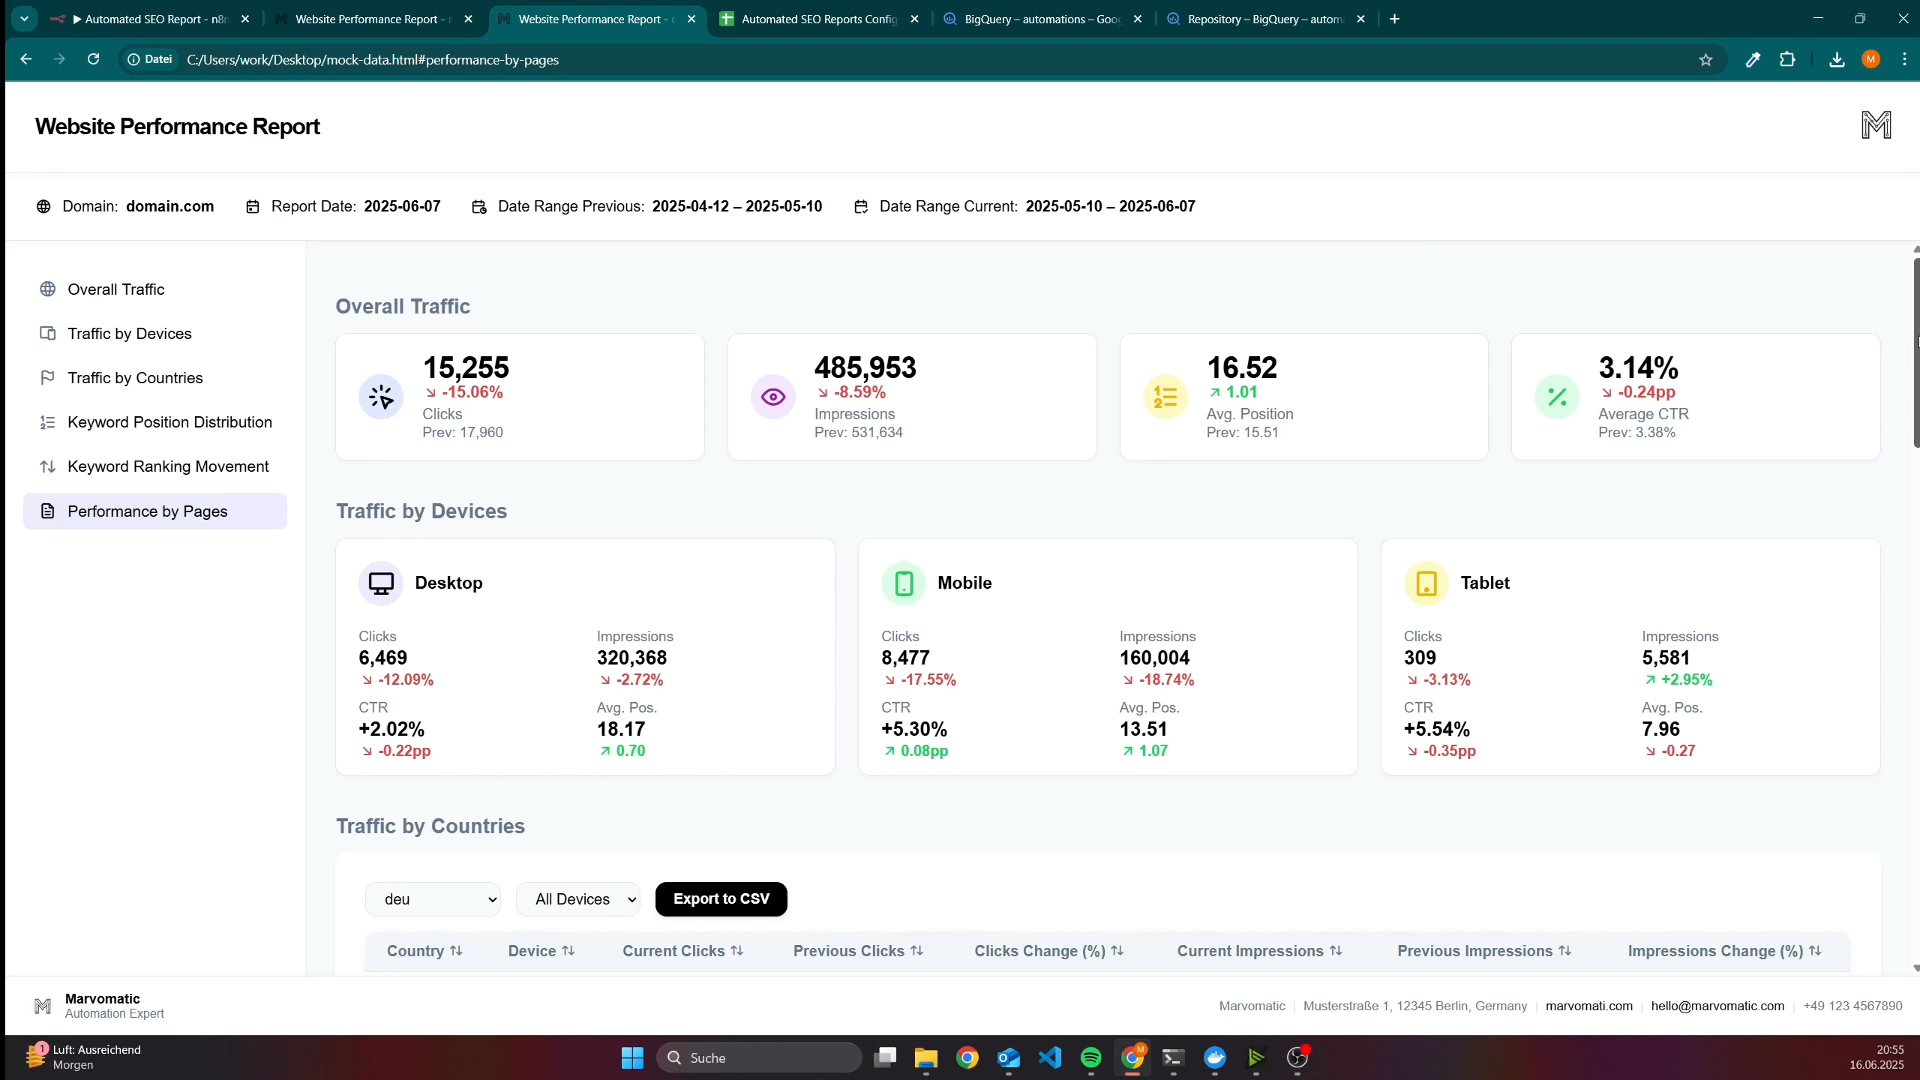 Automated SEO Report - n8n
Website Performance Report -
Website Performance Report -
Automated SEO Reports Config
BigQuery – automations – Goo
Repository – BigQuery – autom
Datei
C:/Users/work/Desktop/mock-data.html#performance-by-pages
M
Website Performance Report
Domain: domain.com
Report Date: 2025-06-07
Date Range Previous: 2025-04-12 – 2025-05-10
Date Range Current: 2025-05-10 – 2025-06-07
Overall Traffic
Traffic by Devices
Traffic by Countries
Keyword Position Distribution
Keyword Ranking Movement
Performance by Pages
Overall Traffic
15,255
↘ -15.06%
Clicks
Prev: 17,960
485,953
↘ -8.59%
Impressions
Prev: 531,634
16.52
↗ 1.01
Avg. Position
Prev: 15.51
3.14%
↘ -0.24pp
Average CTR
Prev: 3.38%
Traffic by Devices
Desktop
Clicks
6,469
↘ -12.09%
Impressions
320,368
↘ -2.72%
CTR
+2.02%
↘ -0.22pp
Avg. Pos.
18.17
↗ 0.70
Mobile
Clicks
8,477
↘ -17.55%
Impressions
160,004
↘ -18.74%
CTR
+5.30%
↗ 0.08pp
Avg. Pos.
13.51
↗ 1.07
Tablet
Clicks
309
↘ -3.13%
Impressions
5,581
↗ +2.95%
CTR
+5.54%
↘ -0.35pp
Avg. Pos.
7.96
↘ -0.27
Traffic by Countries
deu
All Devices
Export to CSV
Country
Device
Current Clicks
Previous Clicks
Clicks Change (%)
Current Impressions
Previous Impressions
Impressions Change (%)
Marvomatic
Automation Expert
Marvomatic | Musterstraße 1, 12345 Berlin, Germany | marvomati.com | hello@marvomatic.com | +49 123 4567890
1
Luft: Ausreichend
Morgen
Suche
M
20:55
16.06.2025